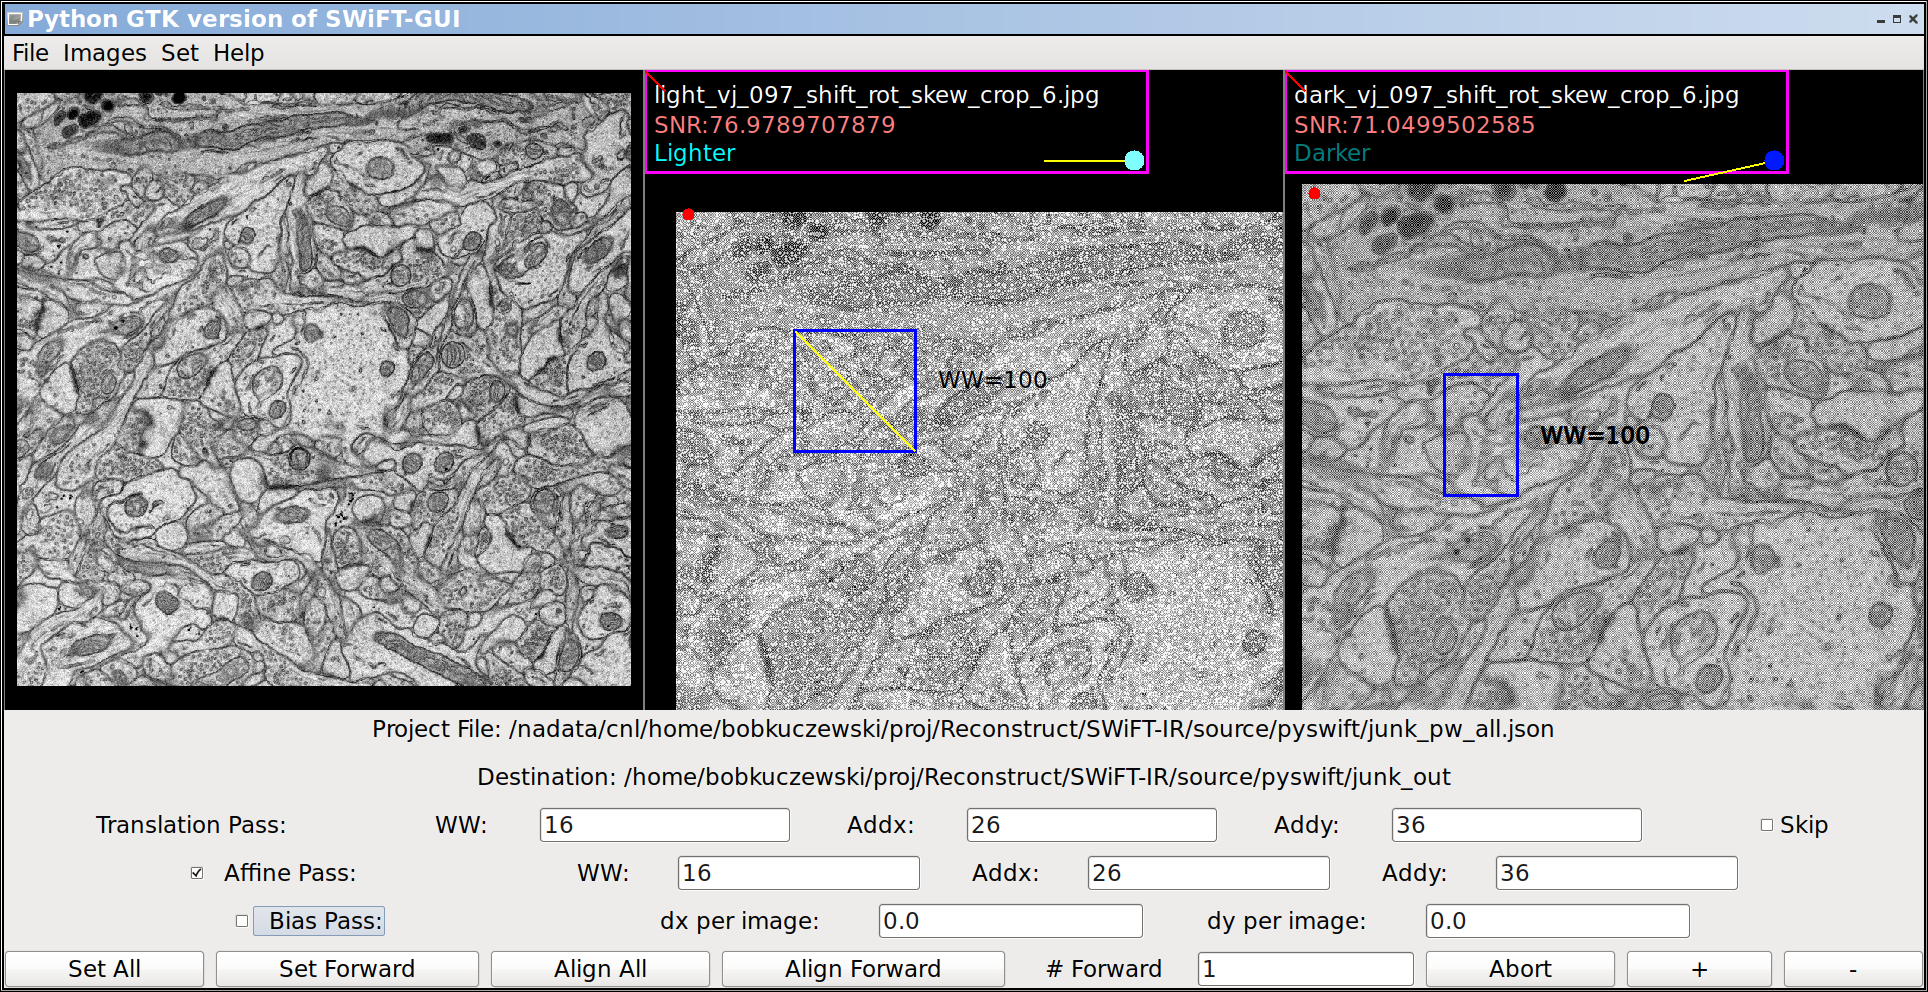 Python GTK version of SWiFT-GUI
File Images Set Help
light_vj_097_shift_rot_skew_crop_6.jpg
SNR:76.9789707879
Lighter
WW=100
dark_vj_097_shift_rot_skew_crop_6.jpg
SNR:71.0499502585
Darker
WW=100
Project File: /nadata/cnl/home/bobkuczewski/proj/Reconstruct/SWiFT-IR/source/pyswift/junk_pw_all.json
Destination: /home/bobkuczewski/proj/Reconstruct/SWiFT-IR/source/pyswift/junk_out
Translation Pass: WW: 16 Addx: 26 Addy: 36 Skip
Affine Pass: WW: 16 Addx: 26 Addy: 36
Bias Pass: dx per image: 0.0 dy per image: 0.0
Set All Set Forward Align All Align Forward # Forward 1 Abort + -